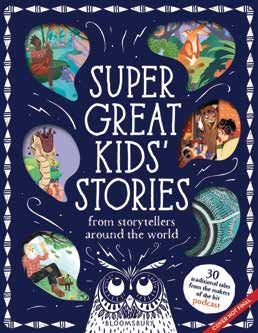 SUPER
GREAT
KIDS'
STORIES
from storytellers
around the world
30
traditional tales
from the makers
of the hit
podcast
COVER NOT FINAL
BLOOMSBURY